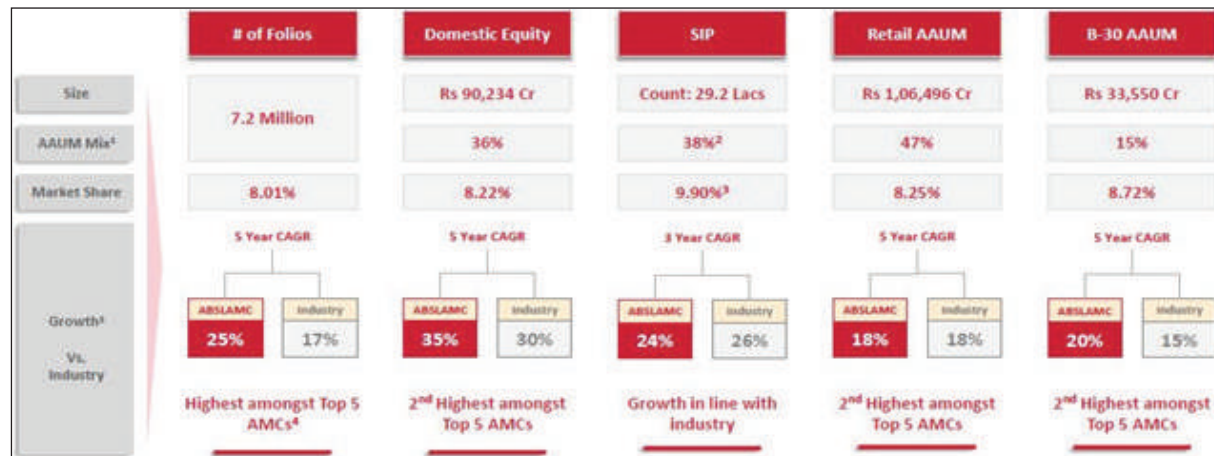 # of Folios
Domestic Equity
SIP
Retail AAUM
B-30 AAUM
Size
7.2 Million
Rs 90,234 Cr
Count: 29.2 Lacs
Rs 1,06,496 Cr
Rs 33,550 Cr
AAUM Mix¹
36%
38%²
47%
15%
Market Share
8.01%
8.22%
9.90%³
8.25%
8.72%
Growth⁵
Vs.
Industry
5 Year CAGR
5 Year CAGR
3 Year CAGR
5 Year CAGR
5 Year CAGR
ABSLAMC
Industry
ABSLAMC
Industry
ABSLAMC
Industry
ABSLAMC
Industry
ABSLAMC
Industry
25%
17%
35%
30%
24%
26%
18%
18%
20%
15%
Highest amongst Top 5
AMCs⁴
2nd Highest amongst
Top 5 AMCs
Growth in line with
industry
2nd Highest amongst
Top 5 AMCs
2nd Highest amongst
Top 5 AMCs